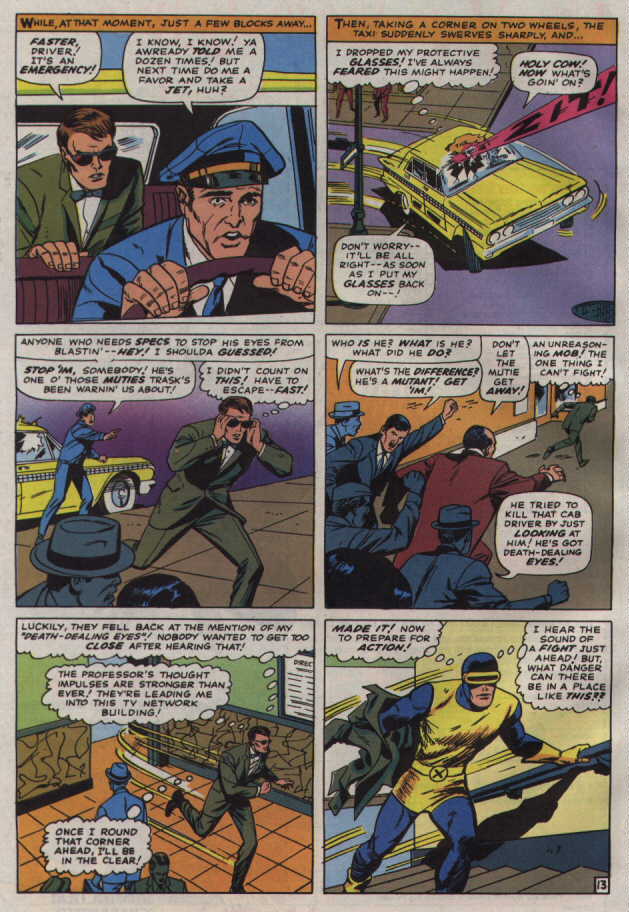 WHILE, AT THAT MOMENT, JUST A FEW BLOCKS AWAY...
FASTER,
DRIVER!
IT'S AN
EMERGENCY!
I KNOW, I KNOW! YA
AWREADY TOLD ME A
DOZEN TIMES! BUT
NEXT TIME DO ME A
FAVOR AND TAKE A
JET, HUH?
THEN, TAKING A CORNER ON TWO WHEELS, THE
TAXI SUDDENLY SWERVES SHARPLY, AND...
I DROPPED MY PROTECTIVE
GLASSES! I'VE ALWAYS
FEARED THIS MIGHT HAPPEN!
HOLY COW!
NOW WHAT'S
GOIN' ON?
ZIT!
DON'T WORRY--
IT'LL BE ALL
RIGHT--AS SOON
AS I PUT MY
GLASSES BACK
ON--!
ANYONE WHO NEEDS SPECS TO STOP HIS EYES FROM
BLASTIN'--HEY! I SHOULDA GUESSED!
STOP 'IM, SOMEBODY! HE'S
ONE O' THOSE MUTIES TRASK'S
BEEN WARNIN' US ABOUT!
I DIDN'T COUNT ON
THIS! HAVE TO
ESCAPE--FAST!
WHO IS HE? WHAT IS HE?
WHAT DID HE DO?
WHAT'S THE DIFFERENCE?
HE'S A MUTANT! GET
'IM!
DON'T
LET
THE
MUTIE
GET
AWAY!
AN UNREASON-
ING MOB! THE
ONE THING I
CAN'T FIGHT!
HE TRIED TO
KILL THAT CAB
DRIVER BY JUST
LOOKING AT
HIM! HE'S GOT
DEATH-DEALING
EYES!
LUCKILY, THEY FELL BACK AT THE MENTION OF MY
"DEATH-DEALING EYES"! NOBODY WANTED TO GET TOO
CLOSE AFTER HEARING THAT!
THE PROFESSOR'S THOUGHT
IMPULSES ARE STRONGER THAN
EVER! THEY'RE LEADING ME
INTO THIS TV NETWORK
BUILDING!
DIREC
ONCE I ROUND
THAT CORNER
AHEAD, I'LL BE
IN THE CLEAR!
MADE IT! NOW
TO PREPARE FOR
ACTION!
I HEAR THE
SOUND OF
A FIGHT JUST
AHEAD! BUT,
WHAT DANGER
CAN THERE
BE IN A PLACE
LIKE THIS??
X
13